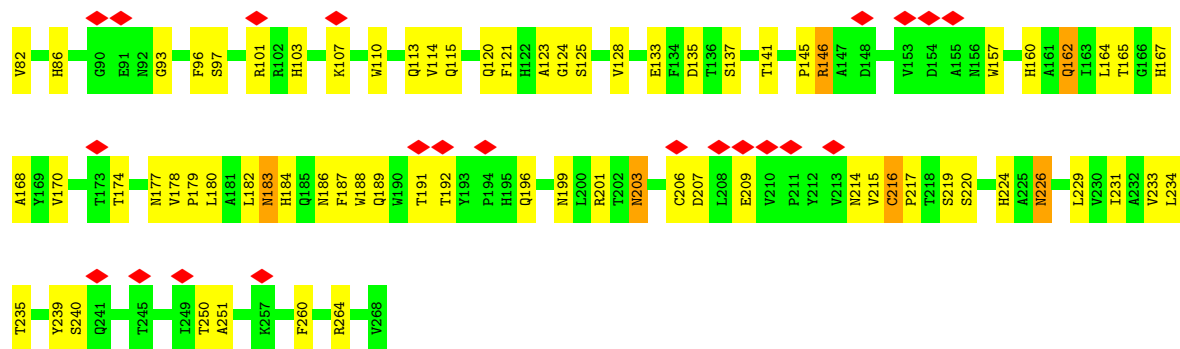 V82 H86 G90 E91 N92 G93 F96 S97 R101 R102 H103 K107 W110 Q113 V114 Q115 Q120 F121 H122 A123 G124 S125 V128 E133 F134 D135 T136 S137 T141 P145 R146 A147 D148 V153 D154 A155 N156 W157 H160 A161 Q162 I163 L164 T165 G166 H167
A168 Y169 V170 T173 T174 N177 V178 P179 L180 A181 L182 N183 H184 Q185 N186 F187 W188 Q189 W190 T191 T192 Y193 P194 H195 Q196 N199 L200 R201 T202 N203 C206 D207 L208 E209 V210 P211 Y212 V213 N214 V215 C216 P217 T218 S219 S220 H224 A225 N226 L229 V230 I231 A232 V233 L234
T235 Y239 S240 Q241 T245 I249 T250 A251 K257 F260 R264 V268